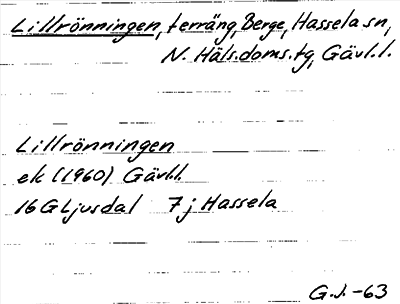 Lillrönningen, terräng, Berge, Hassela sn,
N. Häls.doms.tg, Gävl.l.
Lillrönningen
ek (1960) Gävl.l.
16 G Ljusdal 7 j Hassela
G.J. -63